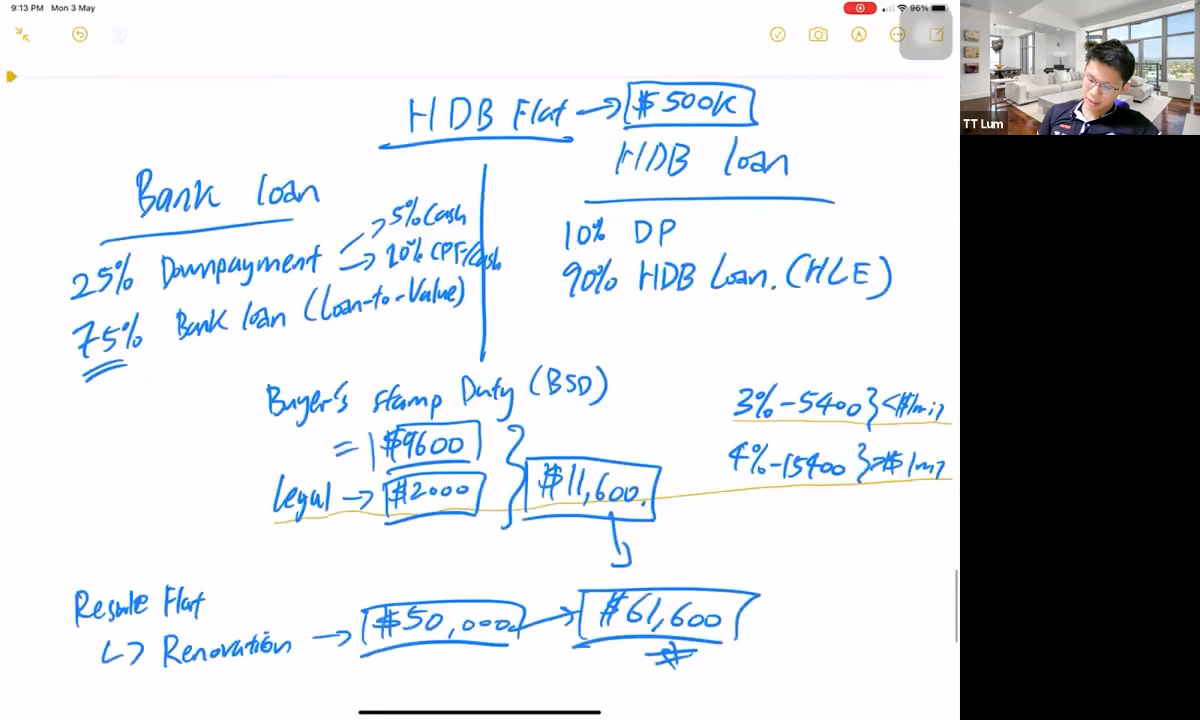 9:13 PM Mon 3 May
96%
TT Lum
HDB Flat → $500K
Bank loan
25% Downpayment → 5% Cash
→ 20% CPF/Cash
75% Bank loan (Loan-to-Value)
HDB loan
10% DP
90% HDB Loan. (HLE)
Buyer's Stamp Duty (BSD)
= $9600
Legal → $2000
$11,600.
3% - 5400 } <$1mil
4% - 15400 } >$1mil
Resale Flat
↳ Renovation → $50,000 → $61,600